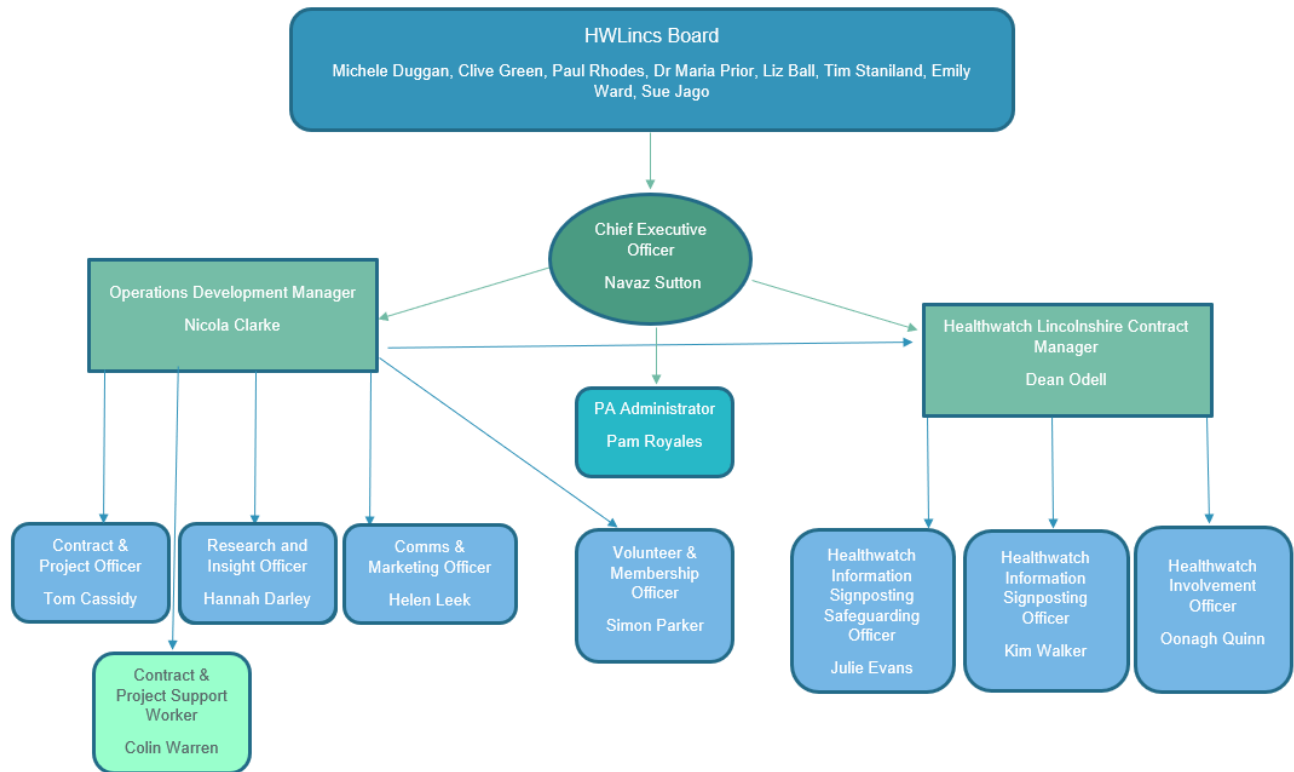 HWLincs Board
Michele Duggan, Clive Green, Paul Rhodes, Dr Maria Prior, Liz Ball, Tim Staniland, Emily
Ward, Sue Jago
Chief Executive
Officer
Navaz Sutton
Operations Development Manager
Nicola Clarke
Healthwatch Lincolnshire Contract
Manager
Dean Odell
PA Administrator
Pam Royales
Contract &
Project Officer
Tom Cassidy
Research and
Insight Officer
Hannah Darley
Comms &
Marketing Officer
Helen Leek
Volunteer &
Membership
Officer
Simon Parker
Healthwatch
Information
Signposting
Safeguarding
Officer
Julie Evans
Healthwatch
Information
Signposting
Officer
Kim Walker
Healthwatch
Involvement
Officer
Oonagh Quinn
Contract &
Project Support
Worker
Colin Warren